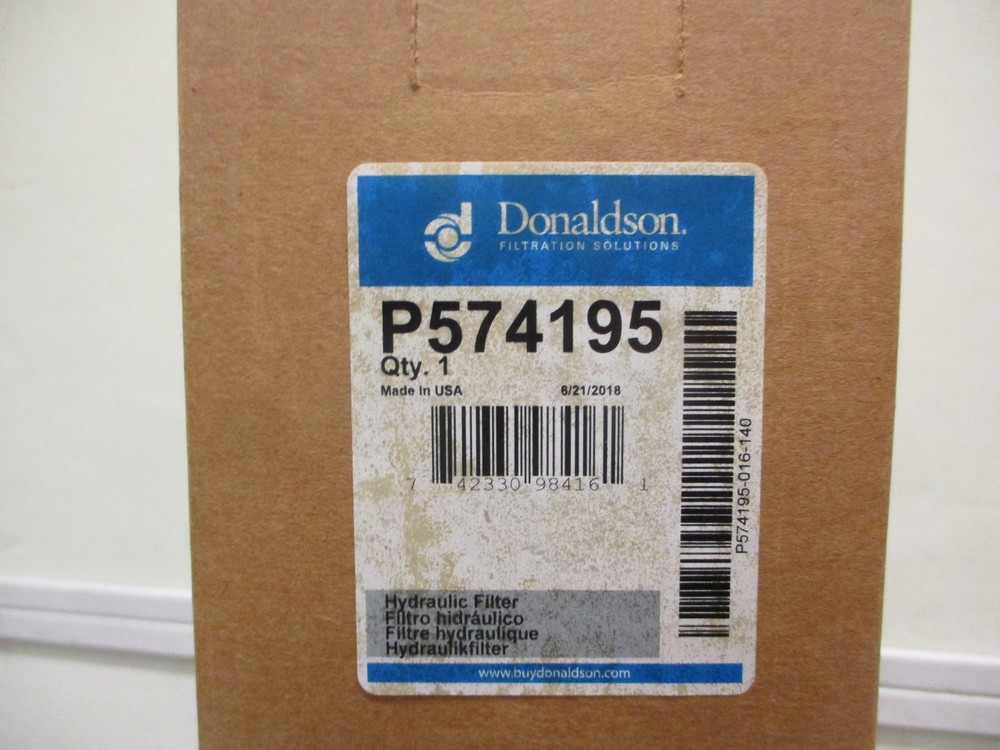 Donaldson.
FILTRATION SOLUTIONS
P574195
Qty. 1
Made In USA 6/21/2018
7 42330 98416 1
P574195-016-140
Hydraulic Filter
Filtro hidráulico
Filtre hydraulique
Hydraulikfilter
www.buydonaldson.com